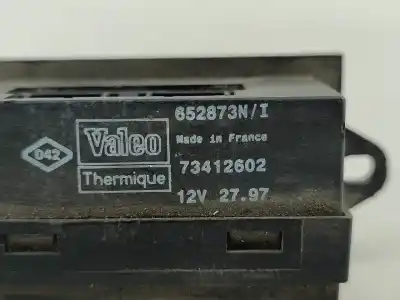 652873N/I
042
Valeo
Made in France
73412602
Thermique
12V 27.97